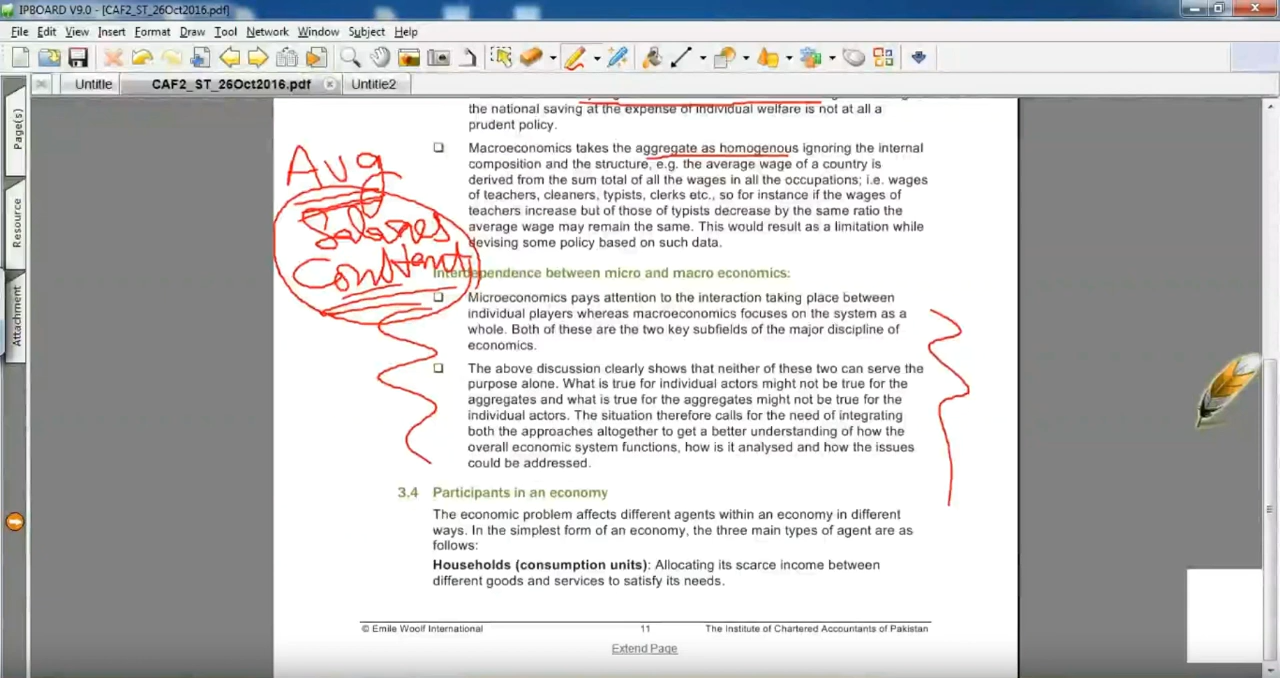 IPBOARD V9.0 - [CAF2_ST_26Oct2016.pdf]
File Edit View Insert Format Draw Tool Network Window Subject Help
Untitle CAF2_ST_26Oct2016.pdf Untitle2
Page(s)
Resource
Attachment
the national saving at the expense of individual welfare is not at all a
prudent policy.
Macroeconomics takes the aggregate as homogenous ignoring the internal
composition and the structure, e.g. the average wage of a country is
derived from the sum total of all the wages in all the occupations; i.e. wages
of teachers, cleaners, typists, clerks etc., so for instance if the wages of
teachers increase but of those of typists decrease by the same ratio the
average wage may remain the same. This would result as a limitation while
devising some policy based on such data.
Avg
Salaries
Constant
Interdependence between micro and macro economics:
Microeconomics pays attention to the interaction taking place between
individual players whereas macroeconomics focuses on the system as a
whole. Both of these are the two key subfields of the major discipline of
economics.
The above discussion clearly shows that neither of these two can serve the
purpose alone. What is true for individual actors might not be true for the
aggregates and what is true for the aggregates might not be true for the
individual actors. The situation therefore calls for the need of integrating
both the approaches altogether to get a better understanding of how the
overall economic system functions, how is it analysed and how the issues
could be addressed.
3.4 Participants in an economy
The economic problem affects different agents within an economy in different
ways. In the simplest form of an economy, the three main types of agent are as
follows:
Households (consumption units): Allocating its scarce income between
different goods and services to satisfy its needs.
© Emile Woolf International 11 The Institute of Chartered Accountants of Pakistan
Extend Page